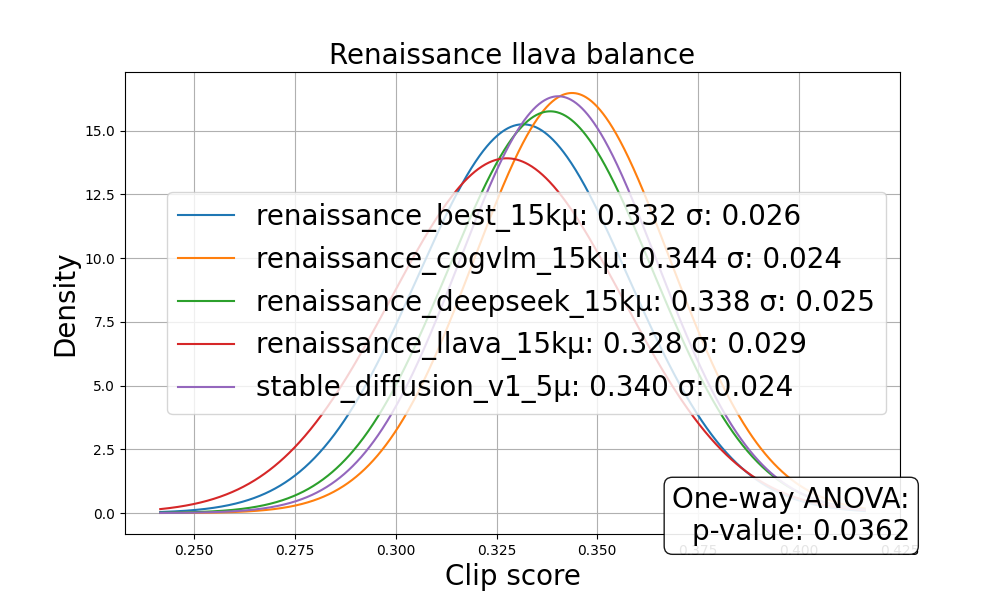 Renaissance llava balance
Density
15.0
12.5
10.0
7.5
5.0
2.5
0.0
renaissance_best_15kμ: 0.332 σ: 0.026
renaissance_cogvlm_15kμ: 0.344 σ: 0.024
renaissance_deepseek_15kμ: 0.338 σ: 0.025
renaissance_llava_15kμ: 0.328 σ: 0.029
stable_diffusion_v1_5μ: 0.340 σ: 0.024
One-way ANOVA:
p-value: 0.0362
0.250 0.275 0.300 0.325 0.350 0.375 0.400 0.425
Clip score